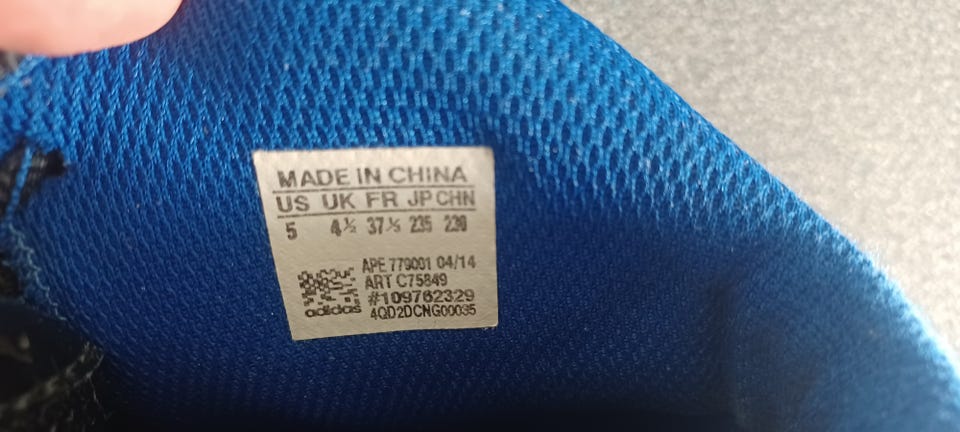 MADE IN CHINA
US UK FR JP CHN
5 4½ 37⅓ 235 230
APE 779001 04/14
ART C75849
#109762329
adidas
4QD2DCNG00035